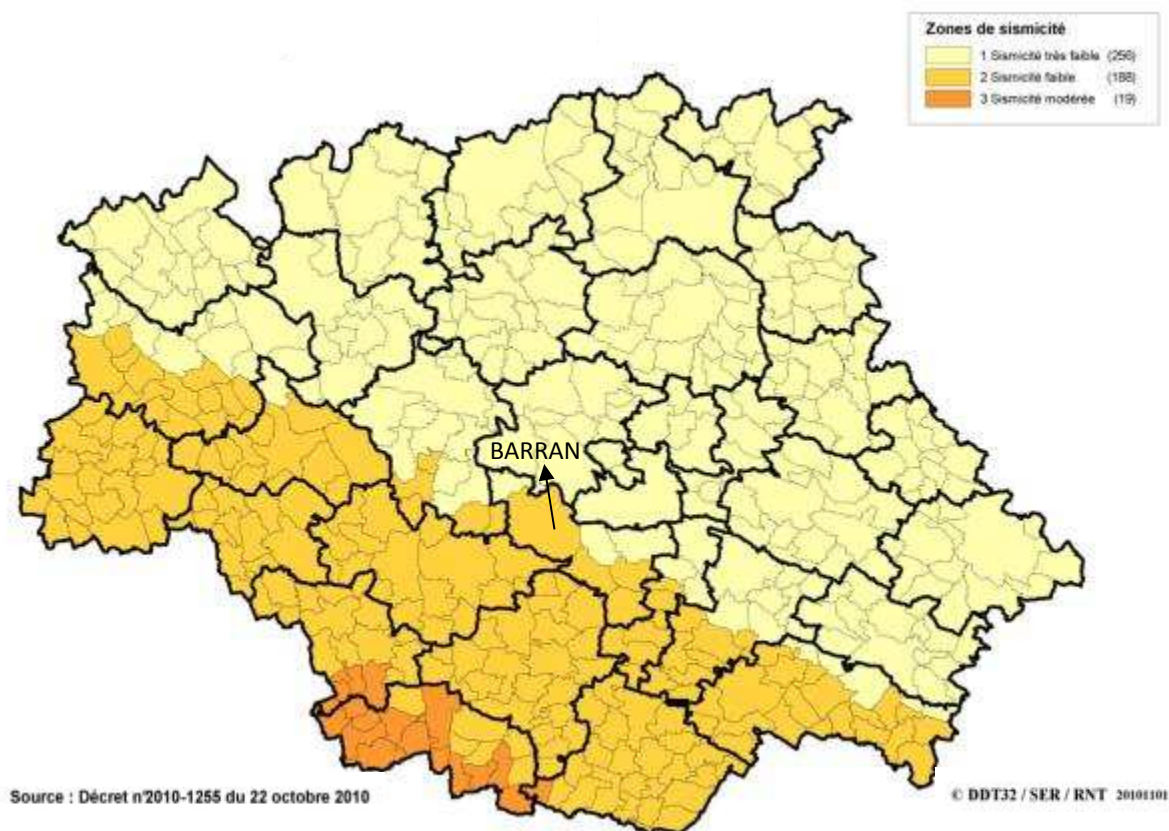 Zones de sismicité
1 Sismicité très faible (256)
2 Sismicité faible (188)
3 Sismicité modérée (19)
BARRAN
Source : Décret n°2010-1255 du 22 octobre 2010
© DDT32 / SER / RNT 20101101